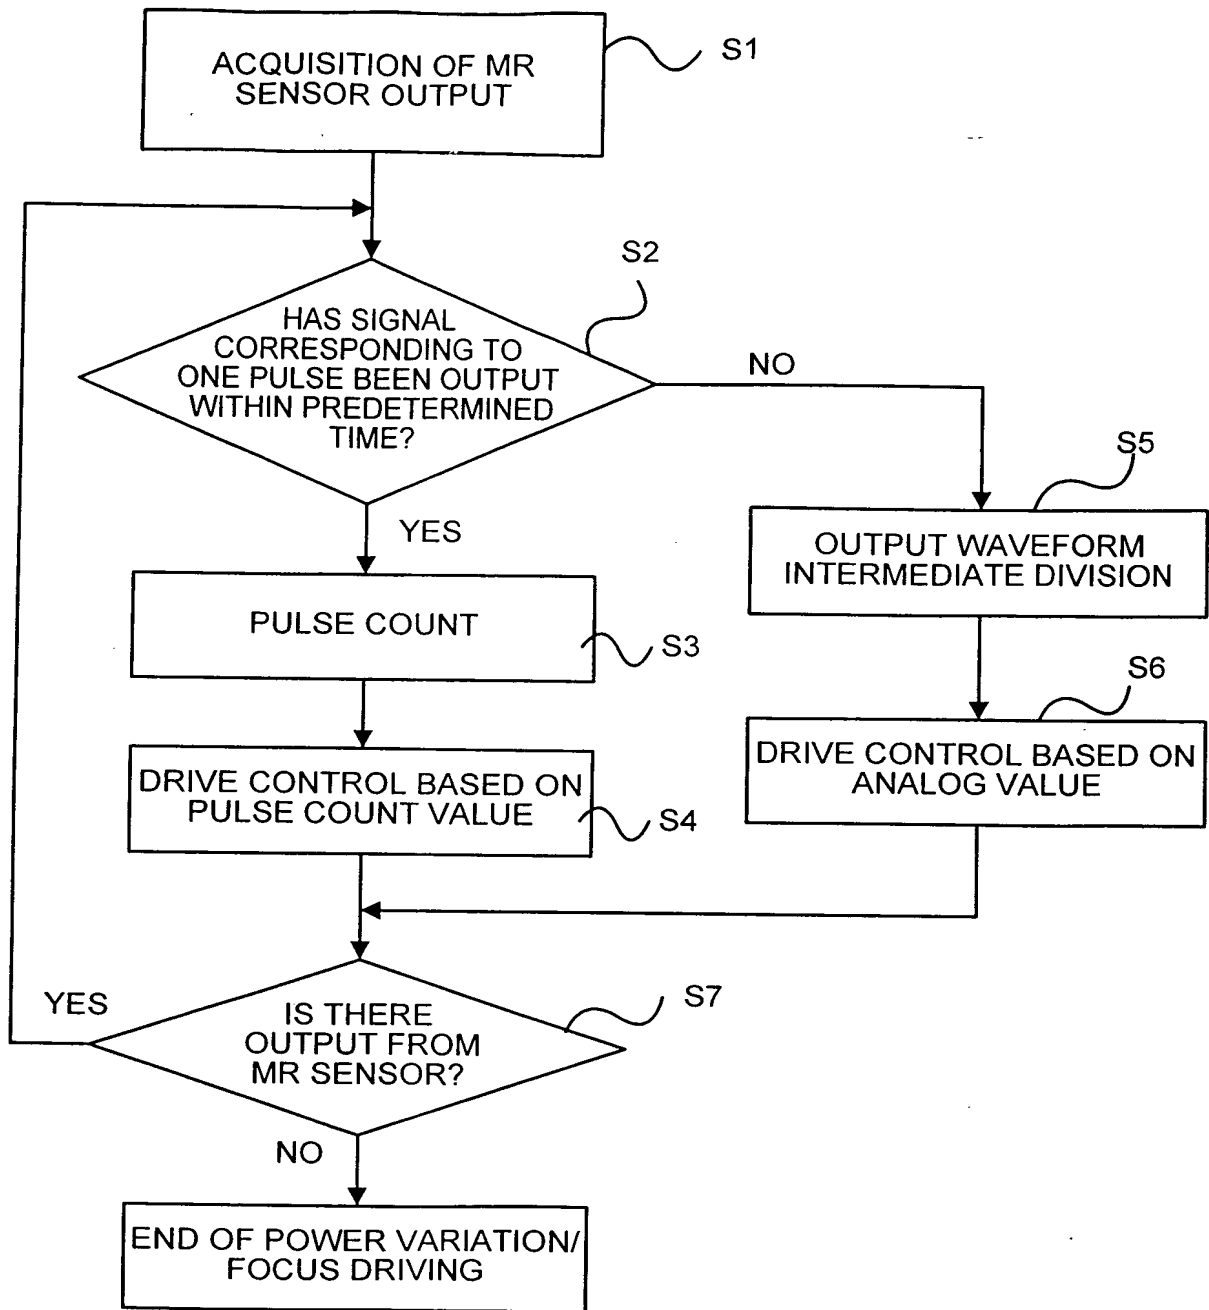 ACQUISITION OF MR
SENSOR OUTPUT
S1
S2
HAS SIGNAL
CORRESPONDING TO
ONE PULSE BEEN OUTPUT
WITHIN PREDETERMINED
TIME?
NO
YES
S5
OUTPUT WAVEFORM
INTERMEDIATE DIVISION
PULSE COUNT
S3
S6
DRIVE CONTROL BASED ON
ANALOG VALUE
DRIVE CONTROL BASED ON
PULSE COUNT VALUE
S4
YES
S7
IS THERE
OUTPUT FROM
MR SENSOR?
NO
END OF POWER VARIATION/
FOCUS DRIVING